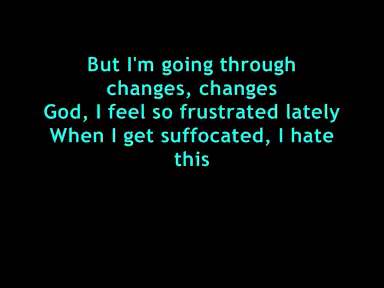 But I'm going through
changes, changes
God, I feel so frustrated lately
When I get suffocated, I hate
this